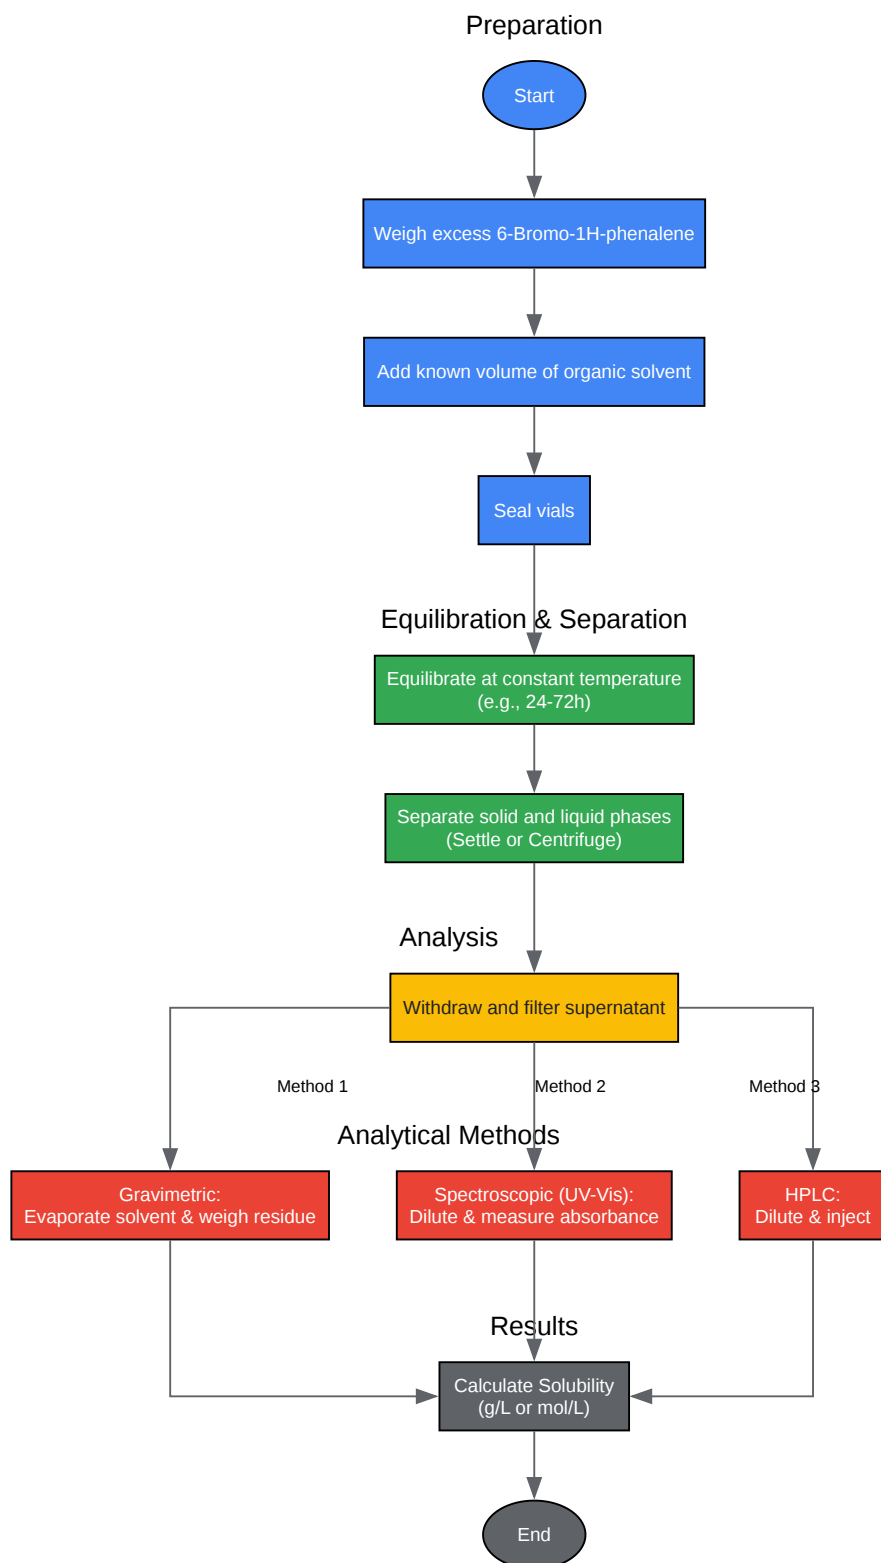 Preparation
Start
Weigh excess 6-Bromo-1H-phenalene
Add known volume of organic solvent
Seal vials
Equilibration & Separation
Equilibrate at constant temperature
(e.g., 24-72h)
Separate solid and liquid phases
(Settle or Centrifuge)
Analysis
Withdraw and filter supernatant
Method 1
Method 2
Method 3
Analytical Methods
Gravimetric:
Evaporate solvent & weigh residue
Spectroscopic (UV-Vis):
Dilute & measure absorbance
HPLC:
Dilute & inject
Results
Calculate Solubility
(g/L or mol/L)
End